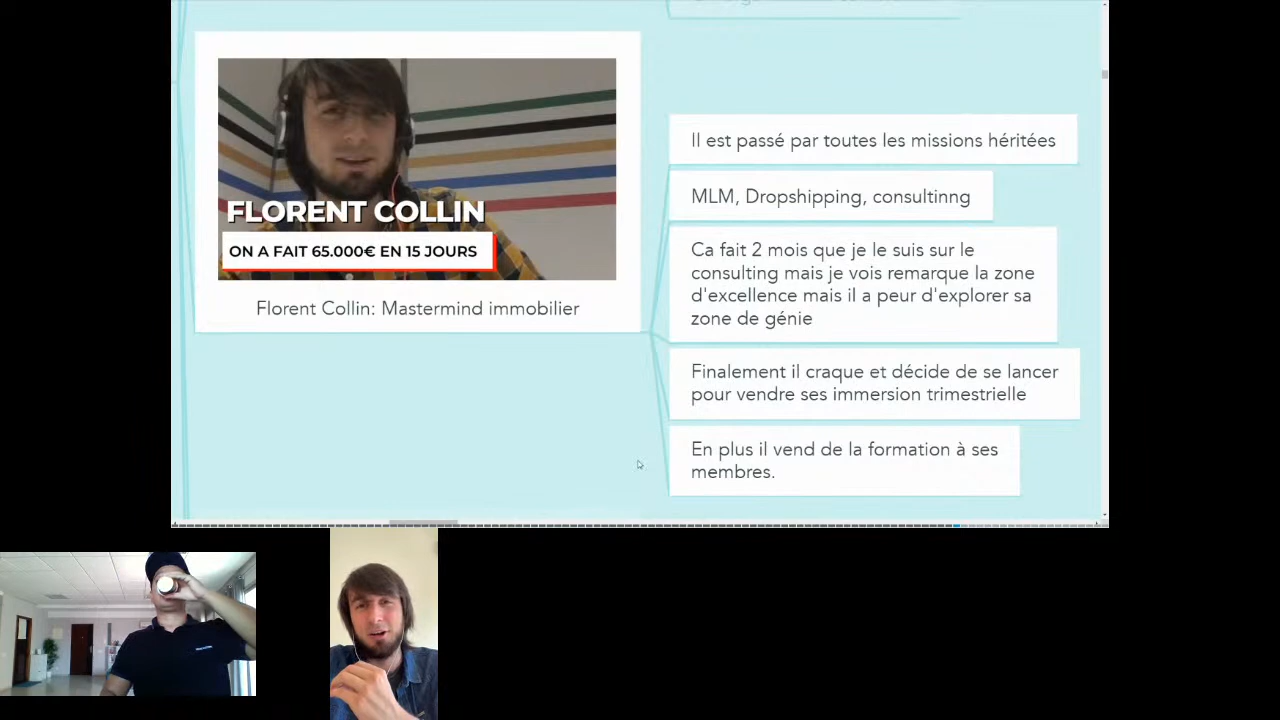 FLORENT COLLIN
ON A FAIT 65.000€ EN 15 JOURS
Florent Collin: Mastermind immobilier
Il est passé par toutes les missions héritées
MLM, Dropshipping, consultinng
Ca fait 2 mois que je le suis sur le
consulting mais je vois remarque la zone
d'excellence mais il a peur d'explorer sa
zone de génie
Finalement il craque et décide de se lancer
pour vendre ses immersion trimestrielle
En plus il vend de la formation à ses
membres.